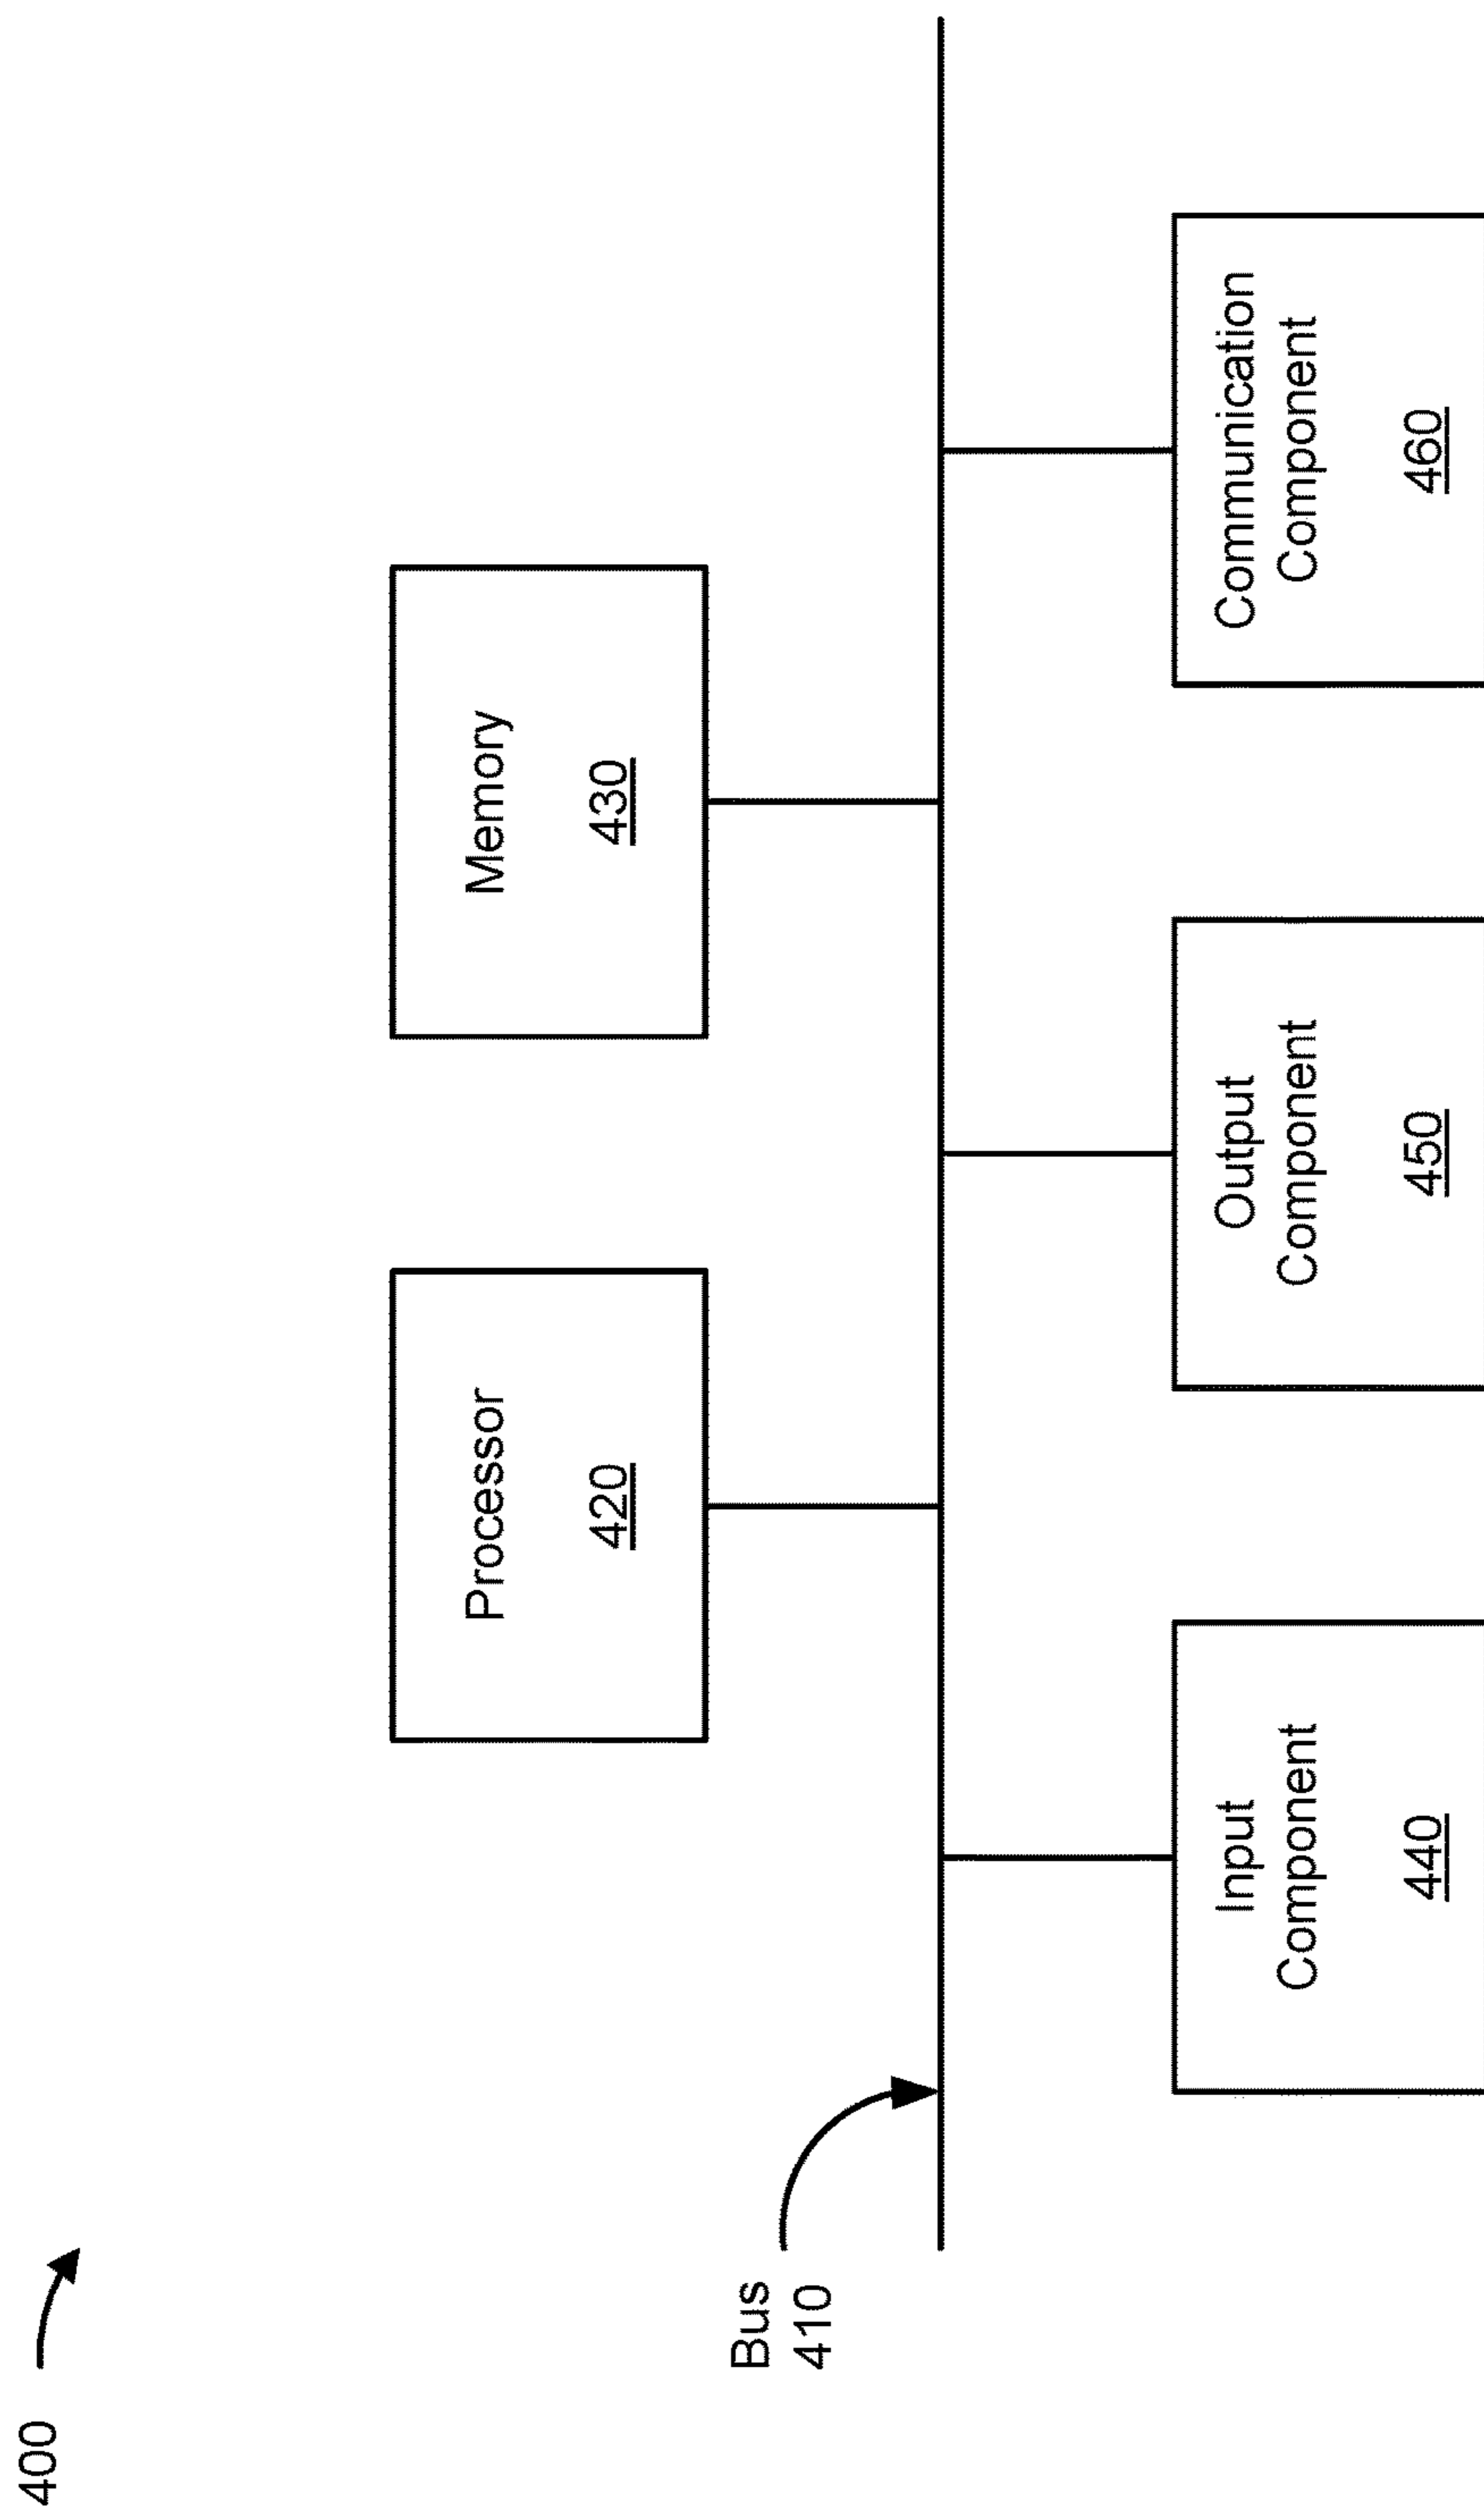 400
Processor
420
Memory
430
Bus
410
Input
Component
440
Output
Component
450
Communication
Component
460